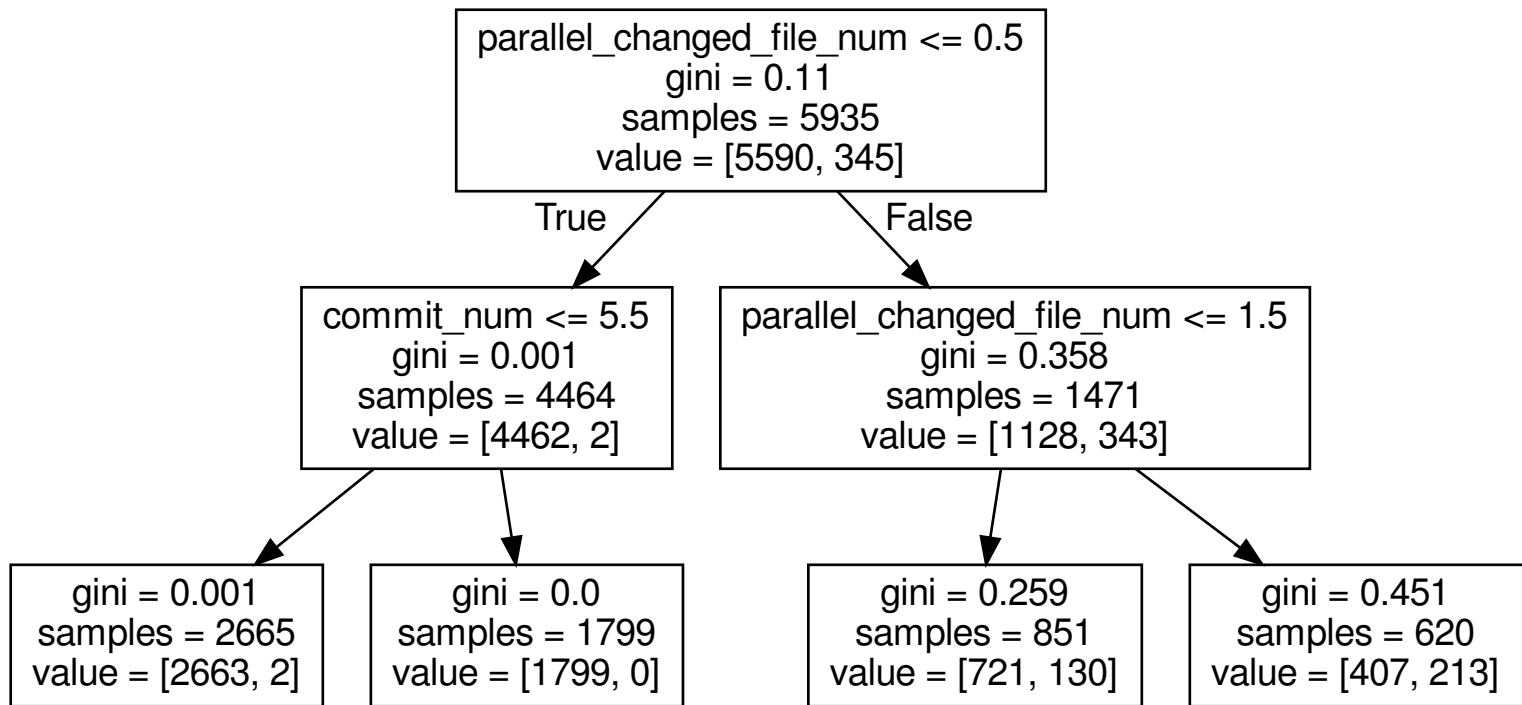 parallel_changed_file_num <= 0.5
gini = 0.11
samples = 5935
value = [5590, 345]
True
False
commit_num <= 5.5
gini = 0.001
samples = 4464
value = [4462, 2]
parallel_changed_file_num <= 1.5
gini = 0.358
samples = 1471
value = [1128, 343]
gini = 0.001
samples = 2665
value = [2663, 2]
gini = 0.0
samples = 1799
value = [1799, 0]
gini = 0.259
samples = 851
value = [721, 130]
gini = 0.451
samples = 620
value = [407, 213]